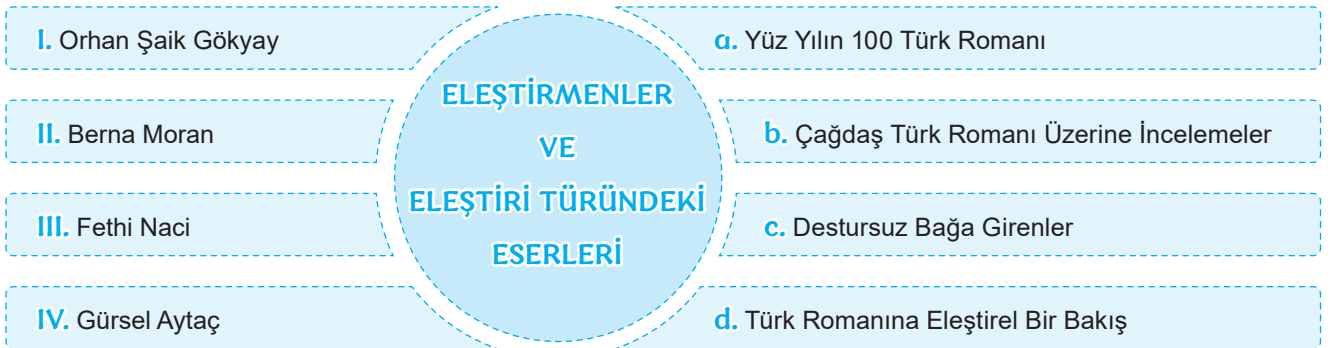 I. Orhan Şaik Gökyay
II. Berna Moran
III. Fethi Naci
IV. Gürsel Aytaç
ELEŞTİRMENLER
VE
ELEŞTİRİ TÜRÜNDEKİ
ESERLERİ
a. Yüz Yılın 100 Türk Romanı
b. Çağdaş Türk Romanı Üzerine İncelemeler
c. Destursuz Bağa Girenler
d. Türk Romanına Eleştirel Bir Bakış